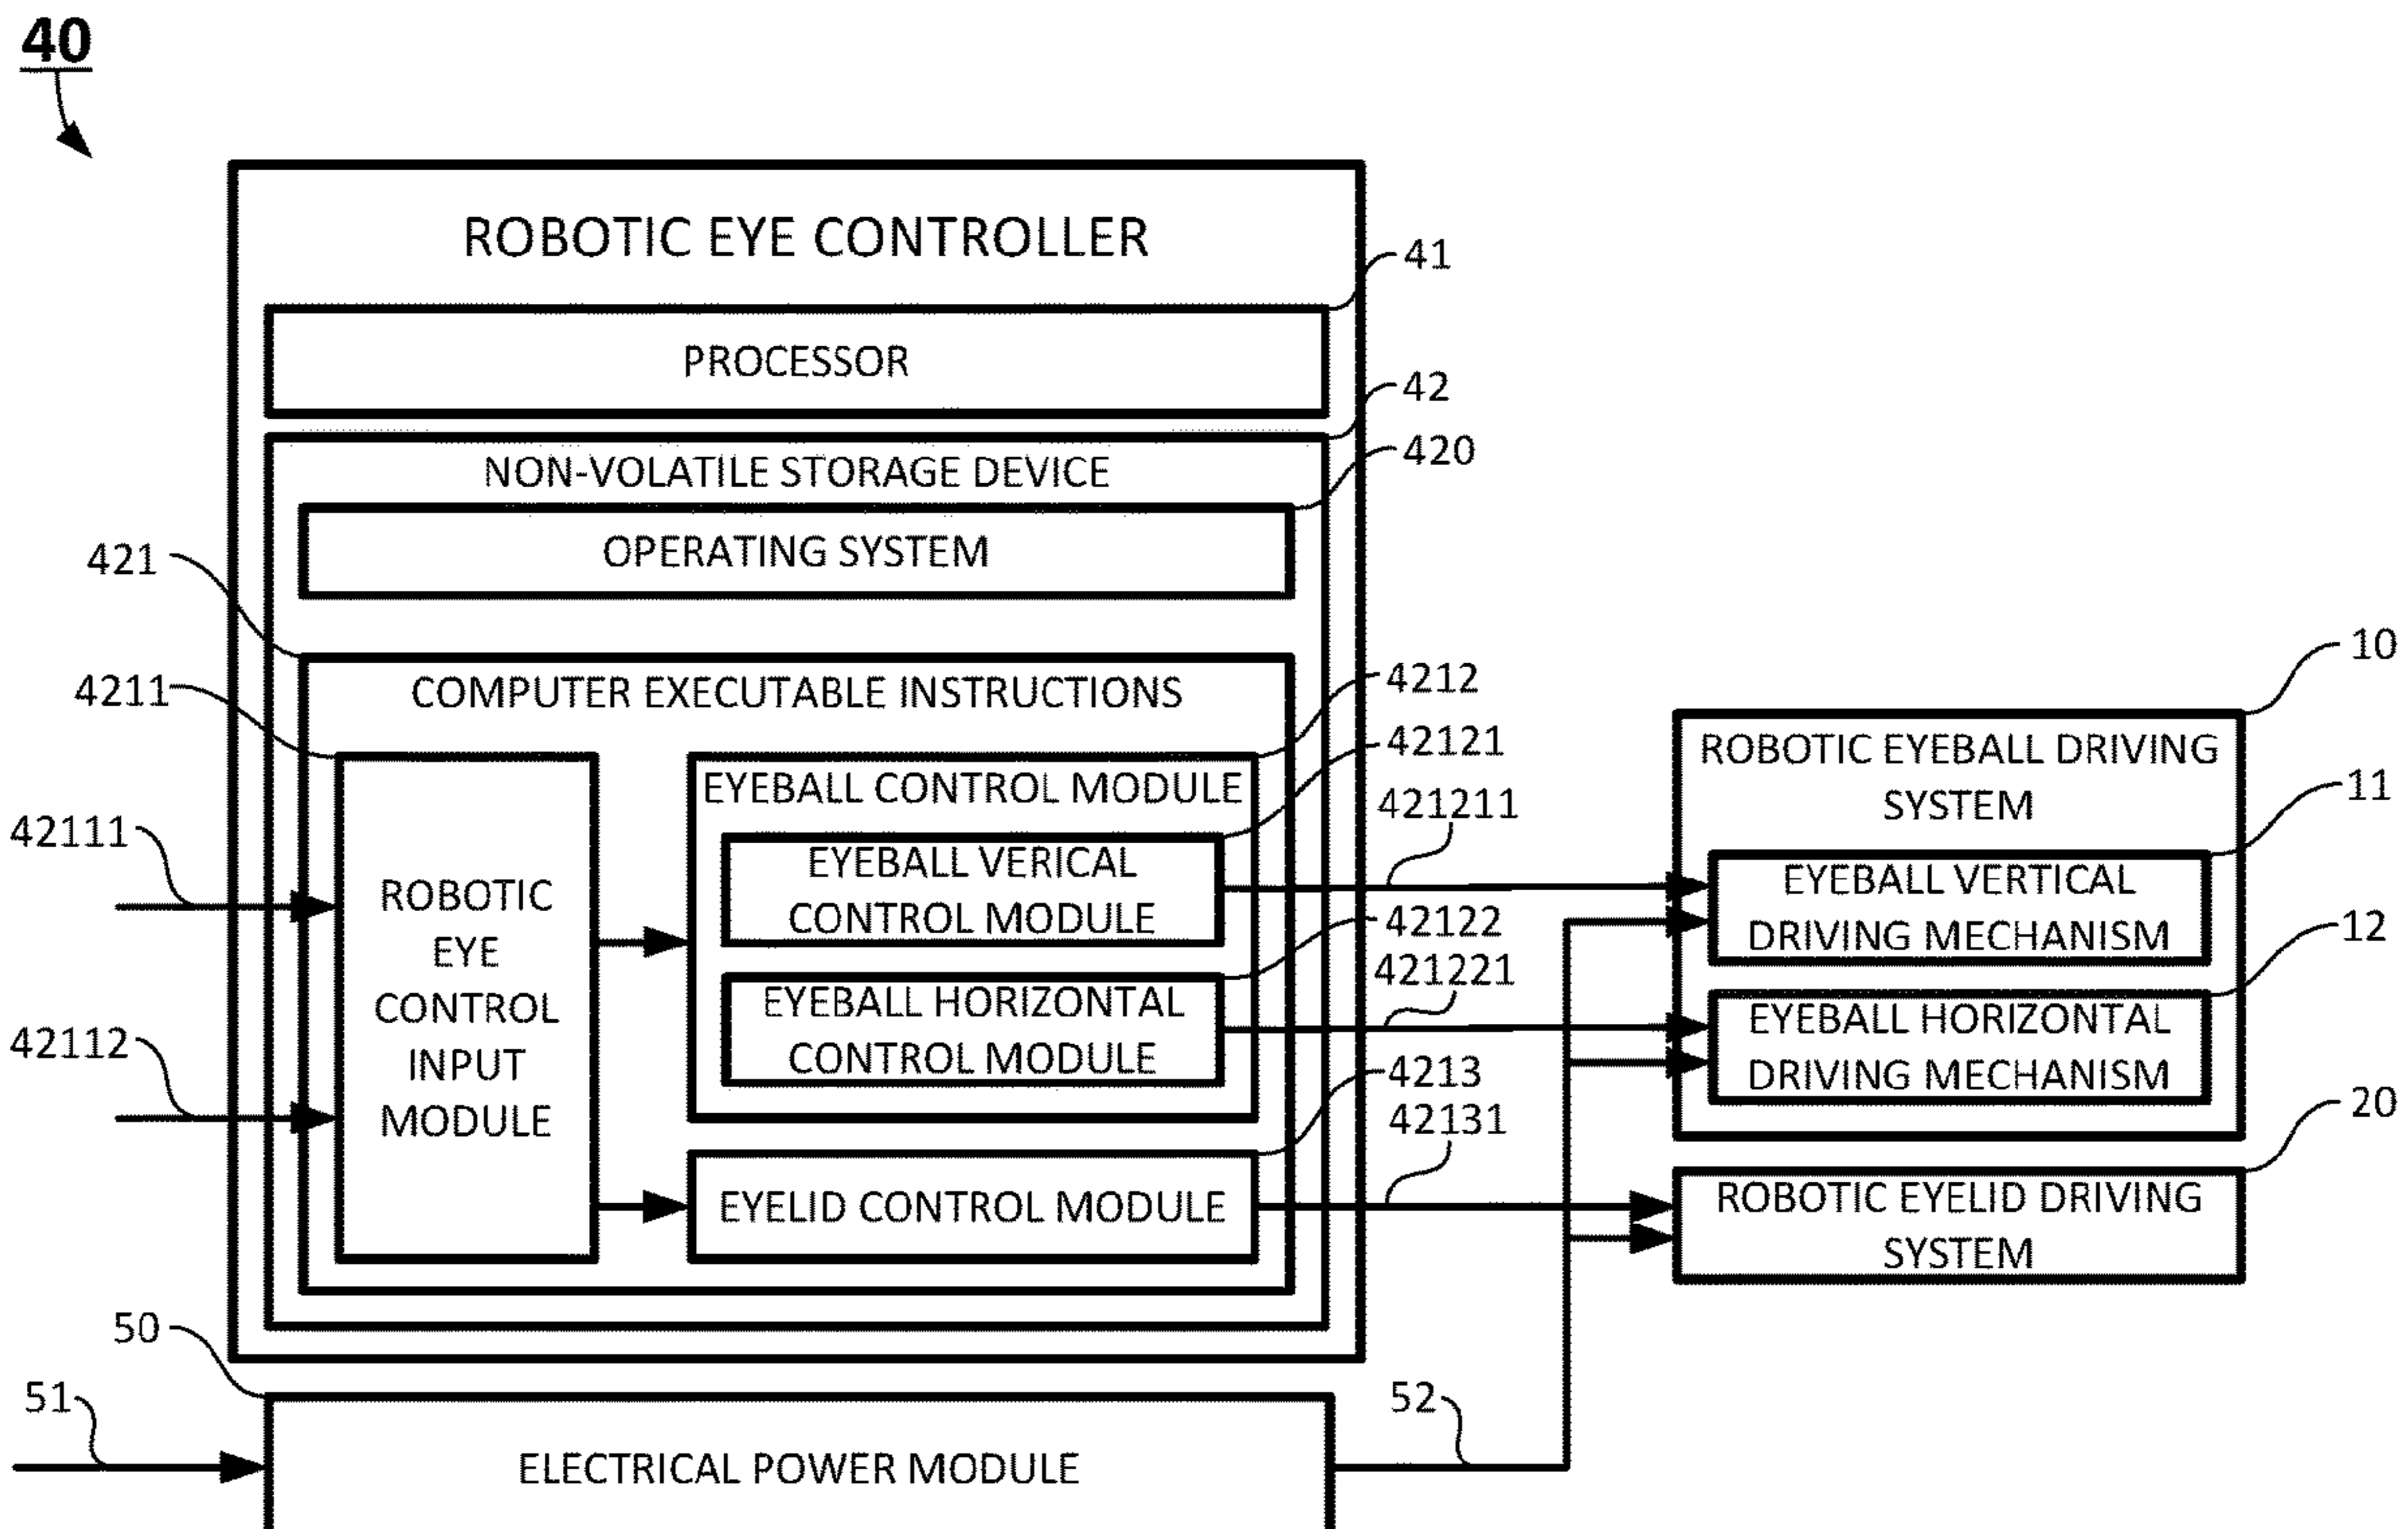 40
ROBOTIC EYE CONTROLLER
41
PROCESSOR
42
NON-VOLATILE STORAGE DEVICE
420
OPERATING SYSTEM
421
COMPUTER EXECUTABLE INSTRUCTIONS
4211
ROBOTIC
EYE
CONTROL
INPUT
MODULE
42111
42112
4212
EYEBALL CONTROL MODULE
42121
EYEBALL VERICAL
CONTROL MODULE
421211
42122
EYEBALL HORIZONTAL
CONTROL MODULE
421221
4213
EYELID CONTROL MODULE
42131
10
ROBOTIC EYEBALL DRIVING
SYSTEM
11
EYEBALL VERTICAL
DRIVING MECHANISM
12
EYEBALL HORIZONTAL
DRIVING MECHANISM
20
ROBOTIC EYELID DRIVING
SYSTEM
50
51
ELECTRICAL POWER MODULE
52